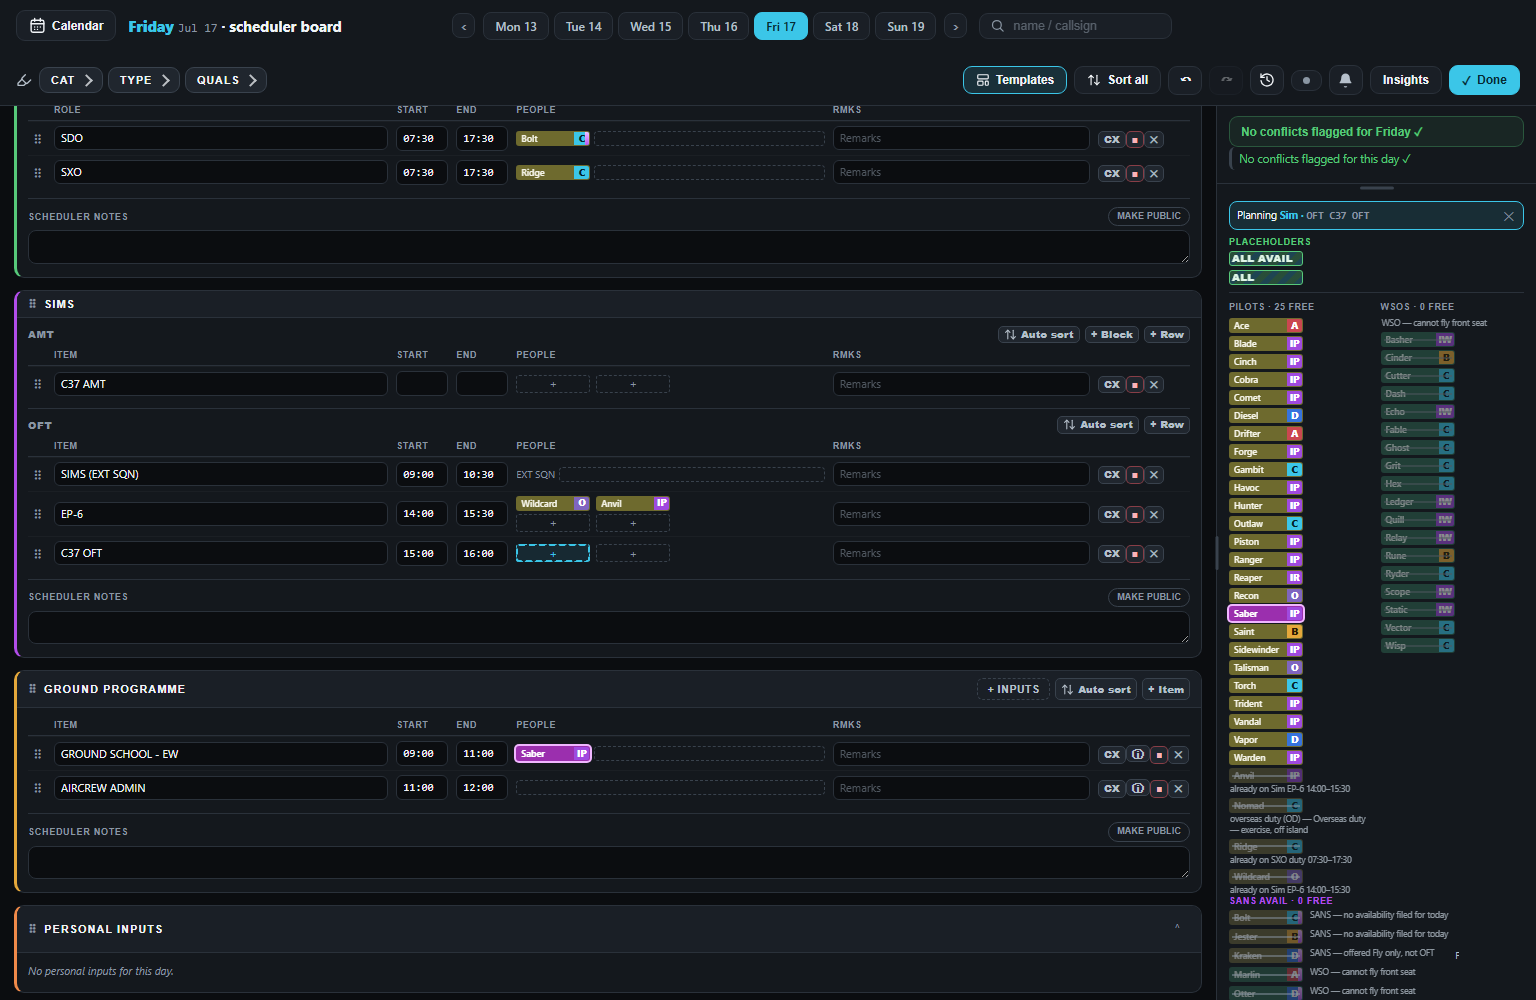 Calendar Friday Jul 17 · scheduler board ‹ Mon 13 Tue 14 Wed 15 Thu 16 Fri 17 Sat 18 Sun 19 › name / callsign
CAT TYPE QUALS Templates Sort all Insights ✓ Done
ROLE START END PEOPLE RMKS
SDO 07:30 17:30 Bolt C Remarks CX
SXO 07:30 17:30 Ridge C Remarks CX
SCHEDULER NOTES MAKE PUBLIC
SIMS
AMT Auto sort + Block + Row
ITEM START END PEOPLE RMKS
C37 AMT + + Remarks CX
OFT Auto sort + Row
ITEM START END PEOPLE RMKS
SIMS (EXT SQN) 09:00 10:30 EXT SQN Remarks CX
EP-6 14:00 15:30 Wildcard O Anvil IP + + Remarks CX
C37 OFT 15:00 16:00 + + Remarks CX
SCHEDULER NOTES MAKE PUBLIC
GROUND PROGRAMME + INPUTS Auto sort + Item
ITEM START END PEOPLE RMKS
GROUND SCHOOL - EW 09:00 11:00 Saber IP Remarks CX
AIRCREW ADMIN 11:00 12:00 Remarks CX
SCHEDULER NOTES MAKE PUBLIC
PERSONAL INPUTS
No personal inputs for this day.
No conflicts flagged for Friday ✓
No conflicts flagged for this day ✓
Planning Sim · OFT C37 OFT
PLACEHOLDERS
ALL AVAIL
ALL
PILOTS · 25 FREE
Ace A
Blade IP
Cinch IP
Cobra IP
Comet IP
Diesel D
Drifter A
Forge IP
Gambit C
Havoc IP
Hunter IP
Outlaw C
Piston IP
Ranger IP
Reaper IR
Recon O
Saber IP
Saint B
Sidewinder IP
Talisman O
Torch C
Trident IP
Vandal IP
Vapor D
Warden IP
Anvil IP
already on Sim EP-6 14:00–15:30
Nomad C
overseas duty (OD) — Overseas duty
— exercise, off island
Ridge C
already on SXO duty 07:30–17:30
Wildcard O
already on Sim EP-6 14:00–15:30
WSOS · 0 FREE
WSO — cannot fly front seat
Basher IW
Cinder B
Cutter C
Dash C
Echo IW
Fable C
Ghost C
Grit C
Hex C
Ledger IW
Quill IW
Relay IW
Rune B
Ryder C
Scope IW
Static IW
Vector C
Wisp C
SANS AVAIL · 0 FREE
Bolt C SANS — no availability filed for today
Jester B SANS — no availability filed for today
Kraken D SANS — offered Fly only, not OFT F
Marlin A WSO — cannot fly front seat
Otter D WSO — cannot fly front seat